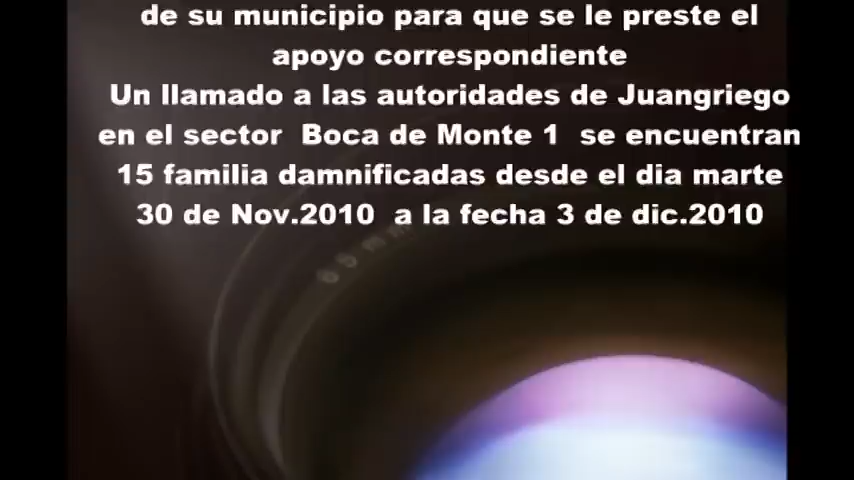 de su municipio para que se le preste el
apoyo correspondiente
Un llamado a las autoridades de Juangriego
en el sector Boca de Monte 1 se encuentran
15 familia damnificadas desde el dia marte
30 de Nov.2010 a la fecha 3 de dic.2010